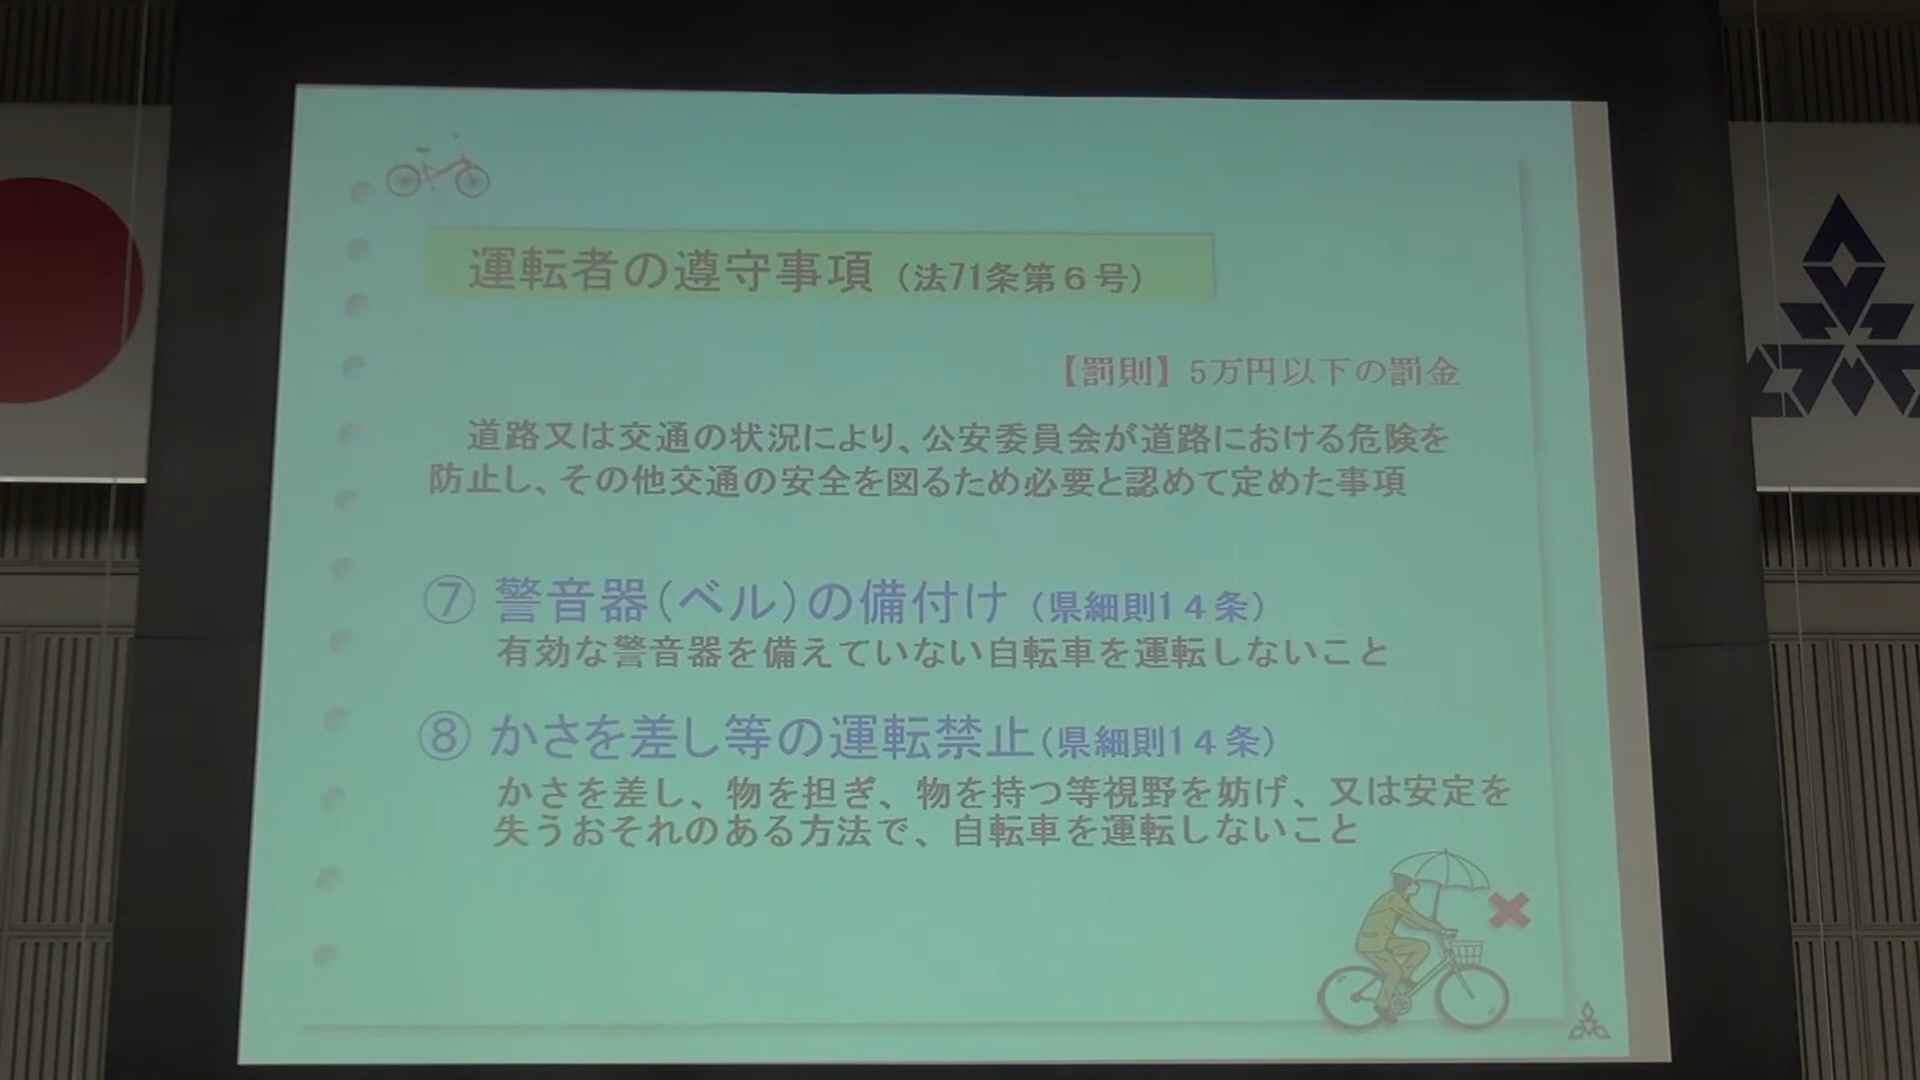 運転者の遵守事項（法71条第６号）
【罰則】5万円以下の罰金
道路又は交通の状況により、公安委員会が道路における危険を
防止し、その他交通の安全を図るため必要と認めて定めた事項
⑦ 警音器（ベル）の備付け（県細則1４条）
有効な警音器を備えていない自転車を運転しないこと
⑧ かさを差し等の運転禁止（県細則1４条）
かさを差し、物を担ぎ、物を持つ等視野を妨げ、又は安定を
失うおそれのある方法で、自転車を運転しないこと